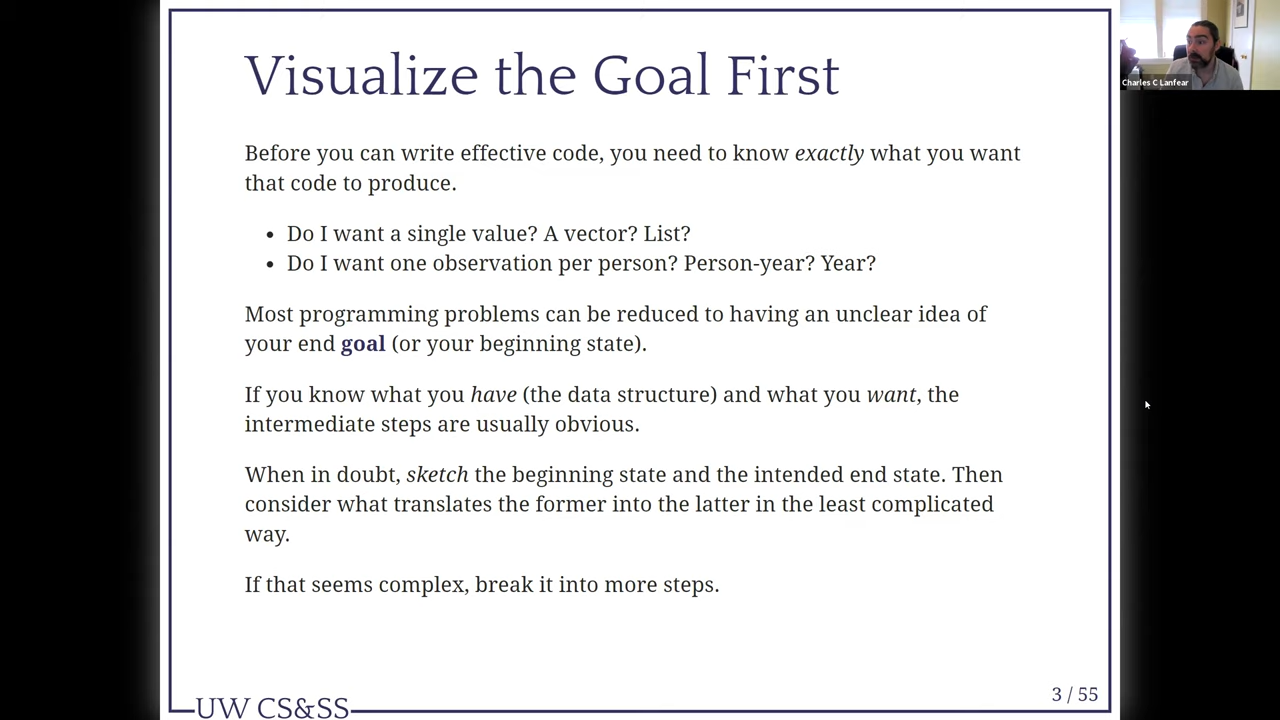 Visualize the Goal First
Charles C Lanfear
Before you can write effective code, you need to know exactly what you want
that code to produce.
• Do I want a single value? A vector? List?
• Do I want one observation per person? Person-year? Year?
Most programming problems can be reduced to having an unclear idea of
your end goal (or your beginning state).
If you know what you have (the data structure) and what you want, the
intermediate steps are usually obvious.
When in doubt, sketch the beginning state and the intended end state. Then
consider what translates the former into the latter in the least complicated
way.
If that seems complex, break it into more steps.
3 / 55
UW CS&SS